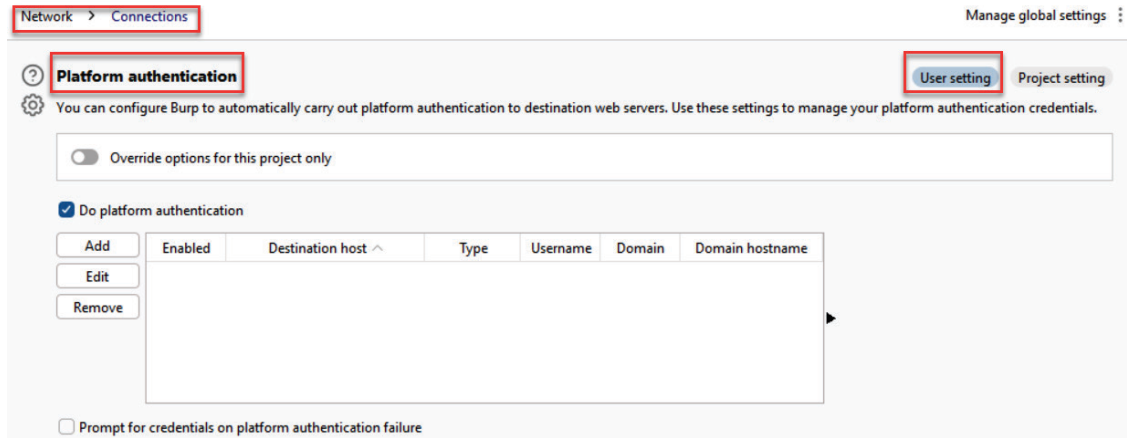 Network > Connections
Manage global settings
Platform authentication
User setting Project setting
You can configure Burp to automatically carry out platform authentication to destination web servers. Use these settings to manage your platform authentication credentials.
Override options for this project only
Do platform authentication
Add
Enabled Destination host Type Username Domain Domain hostname
Edit
Remove
Prompt for credentials on platform authentication failure